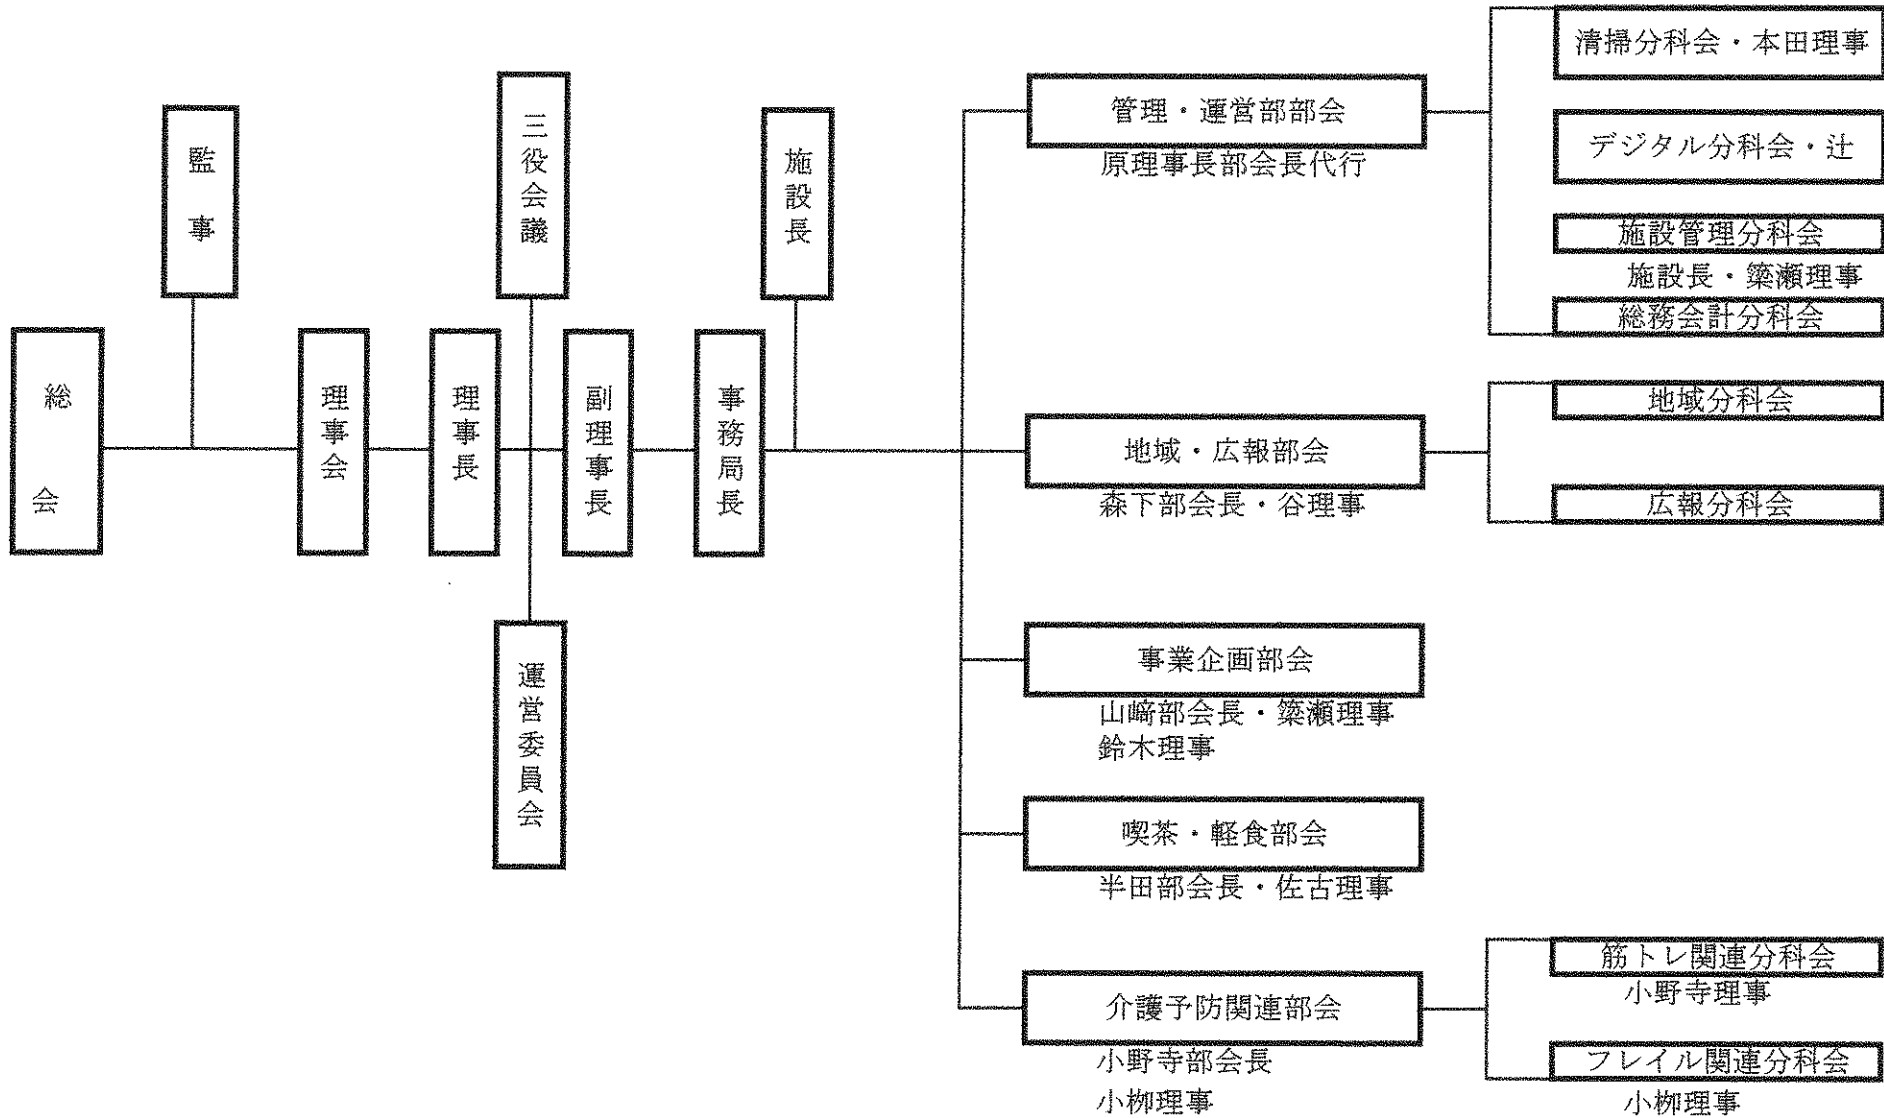 総会
監事
理事会
理事長
三役会議
運営委員会
副理事長
事務局長
施設長
管理・運営部部会
原理事長部会長代行
清掃分科会・本田理事
デジタル分科会・辻
施設管理分科会
施設長・簗瀬理事
総務会計分科会
地域・広報部会
森下部会長・谷理事
地域分科会
広報分科会
事業企画部会
山﨑部会長・簗瀬理事
鈴木理事
喫茶・軽食部会
半田部会長・佐古理事
介護予防関連部会
小野寺部会長
小栁理事
筋トレ関連分科会
小野寺理事
フレイル関連分科会
小栁理事